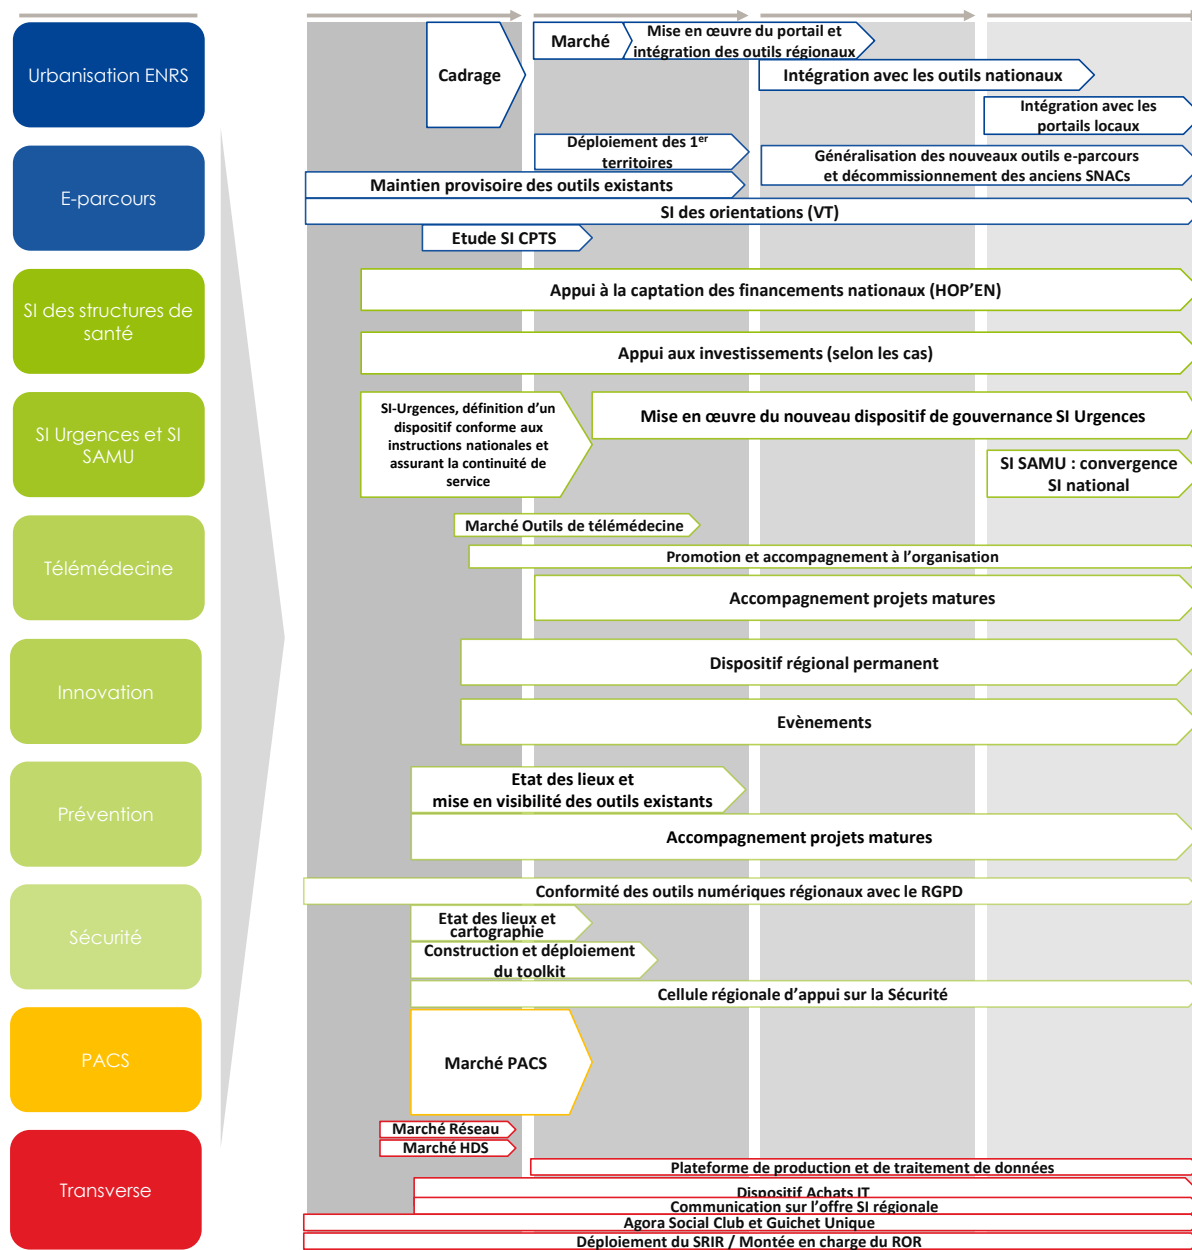 Urbanisation ENRS
Cadrage
Marché
Mise en œuvre du portail et
intégration des outils régionaux
Intégration avec les outils nationaux
Intégration avec les
portails locaux
E-parcours
Déploiement des 1er
territoires
Généralisation des nouveaux outils e-parcours
et décommissionnement des anciens SNACs
Maintien provisoire des outils existants
SI des orientations (VT)
Etude SI CPTS
SI des structures de
santé
Appui à la captation des financements nationaux (HOP’EN)
Appui aux investissements (selon les cas)
SI Urgences et SI
SAMU
SI-Urgences, définition d’un
dispositif conforme aux
instructions nationales et
assurant la continuité de
service
Mise en œuvre du nouveau dispositif de gouvernance SI Urgences
SI SAMU : convergence
SI national
Télémédecine
Marché Outils de télémédecine
Promotion et accompagnement à l’organisation
Accompagnement projets matures
Innovation
Dispositif régional permanent
Evènements
Prévention
Etat des lieux et
mise en visibilité des outils existants
Accompagnement projets matures
Sécurité
Conformité des outils numériques régionaux avec le RGPD
Etat des lieux et
cartographie
Construction et déploiement
du toolkit
Cellule régionale d’appui sur la Sécurité
PACS
Marché PACS
Transverse
Marché Réseau
Marché HDS
Plateforme de production et de traitement de données
Dispositif Achats IT
Communication sur l’offre SI régionale
Agora Social Club et Guichet Unique
Déploiement du SRIR / Montée en charge du ROR